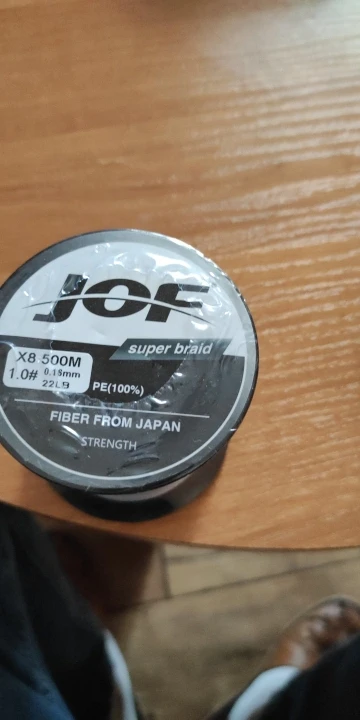 JOF
super braid
X8 500M
1.0# 0.18mm
22LB
PE(100%)
FIBER FROM JAPAN
STRENGTH